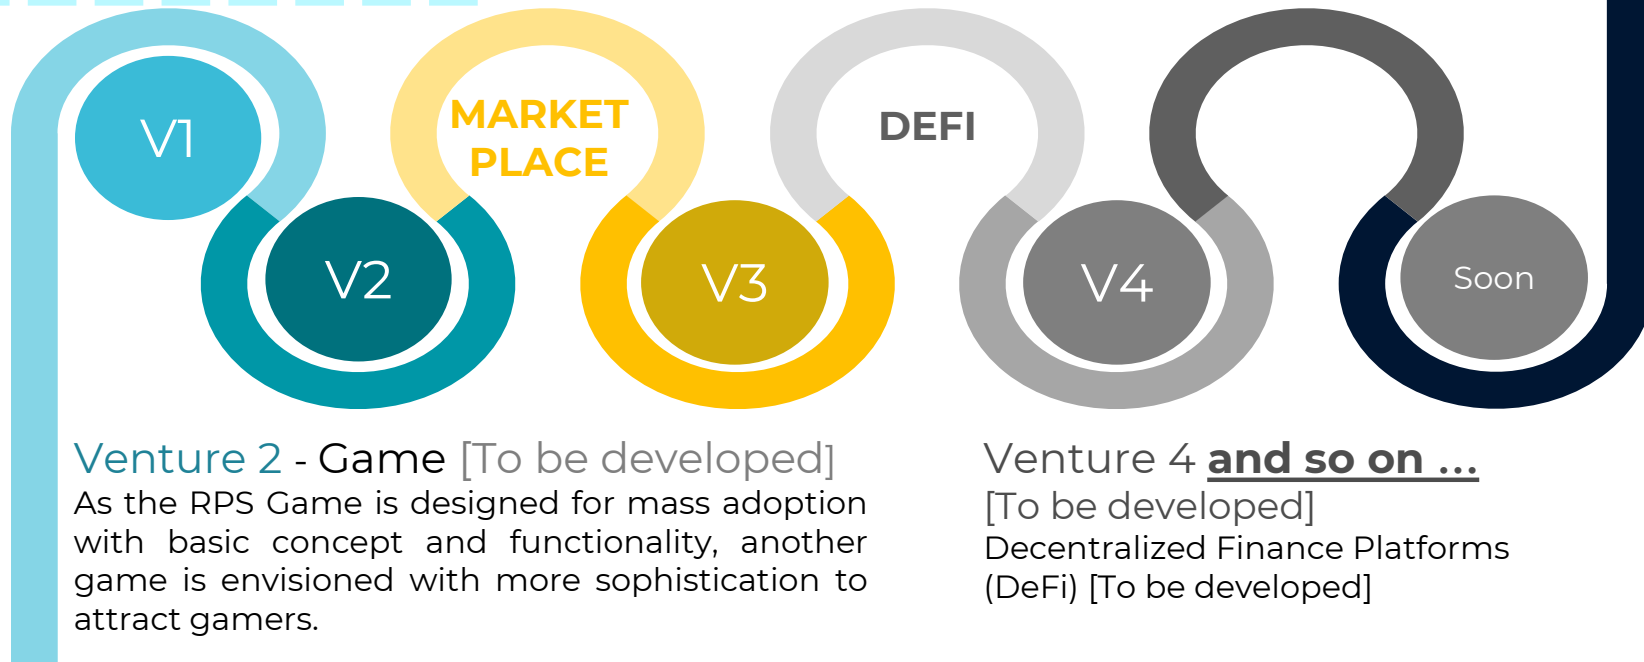 V1
MARKET
PLACE
DEFI
V2
V3
V4
Soon
Venture 2 - Game [To be developed]
As the RPS Game is designed for mass adoption
with basic concept and functionality, another
game is envisioned with more sophistication to
attract gamers.
Venture 4 and so on ...
[To be developed]
Decentralized Finance Platforms
(DeFi) [To be developed]